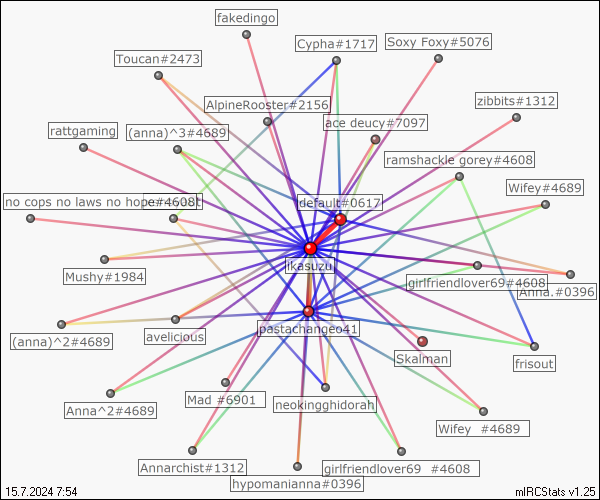 fakedingo
Cypha#1717
Soxy Foxy#5076
Toucan#2473
AlpineRooster#2156
zibbits#1312
rattgaming
(anna)^3#4689
ace deucy#7097
ramshackle gorey#4608
Wifey#4689
no cops no laws no hope#4608
default#0617
ikasuzu
Mushy#1984
girlfriendlover69#4608
Anna.#0396
(anna)^2#4689
avelicious
pastachangeo41
Skalman
frisout
Anna^2#4689
Mad #6901
neokingghidorah
Wifey #4689
Annarchist#1312
hypomanianna#0396
girlfriendlover69 #4608
15.7.2024 7:54
mIRCStats v1.25